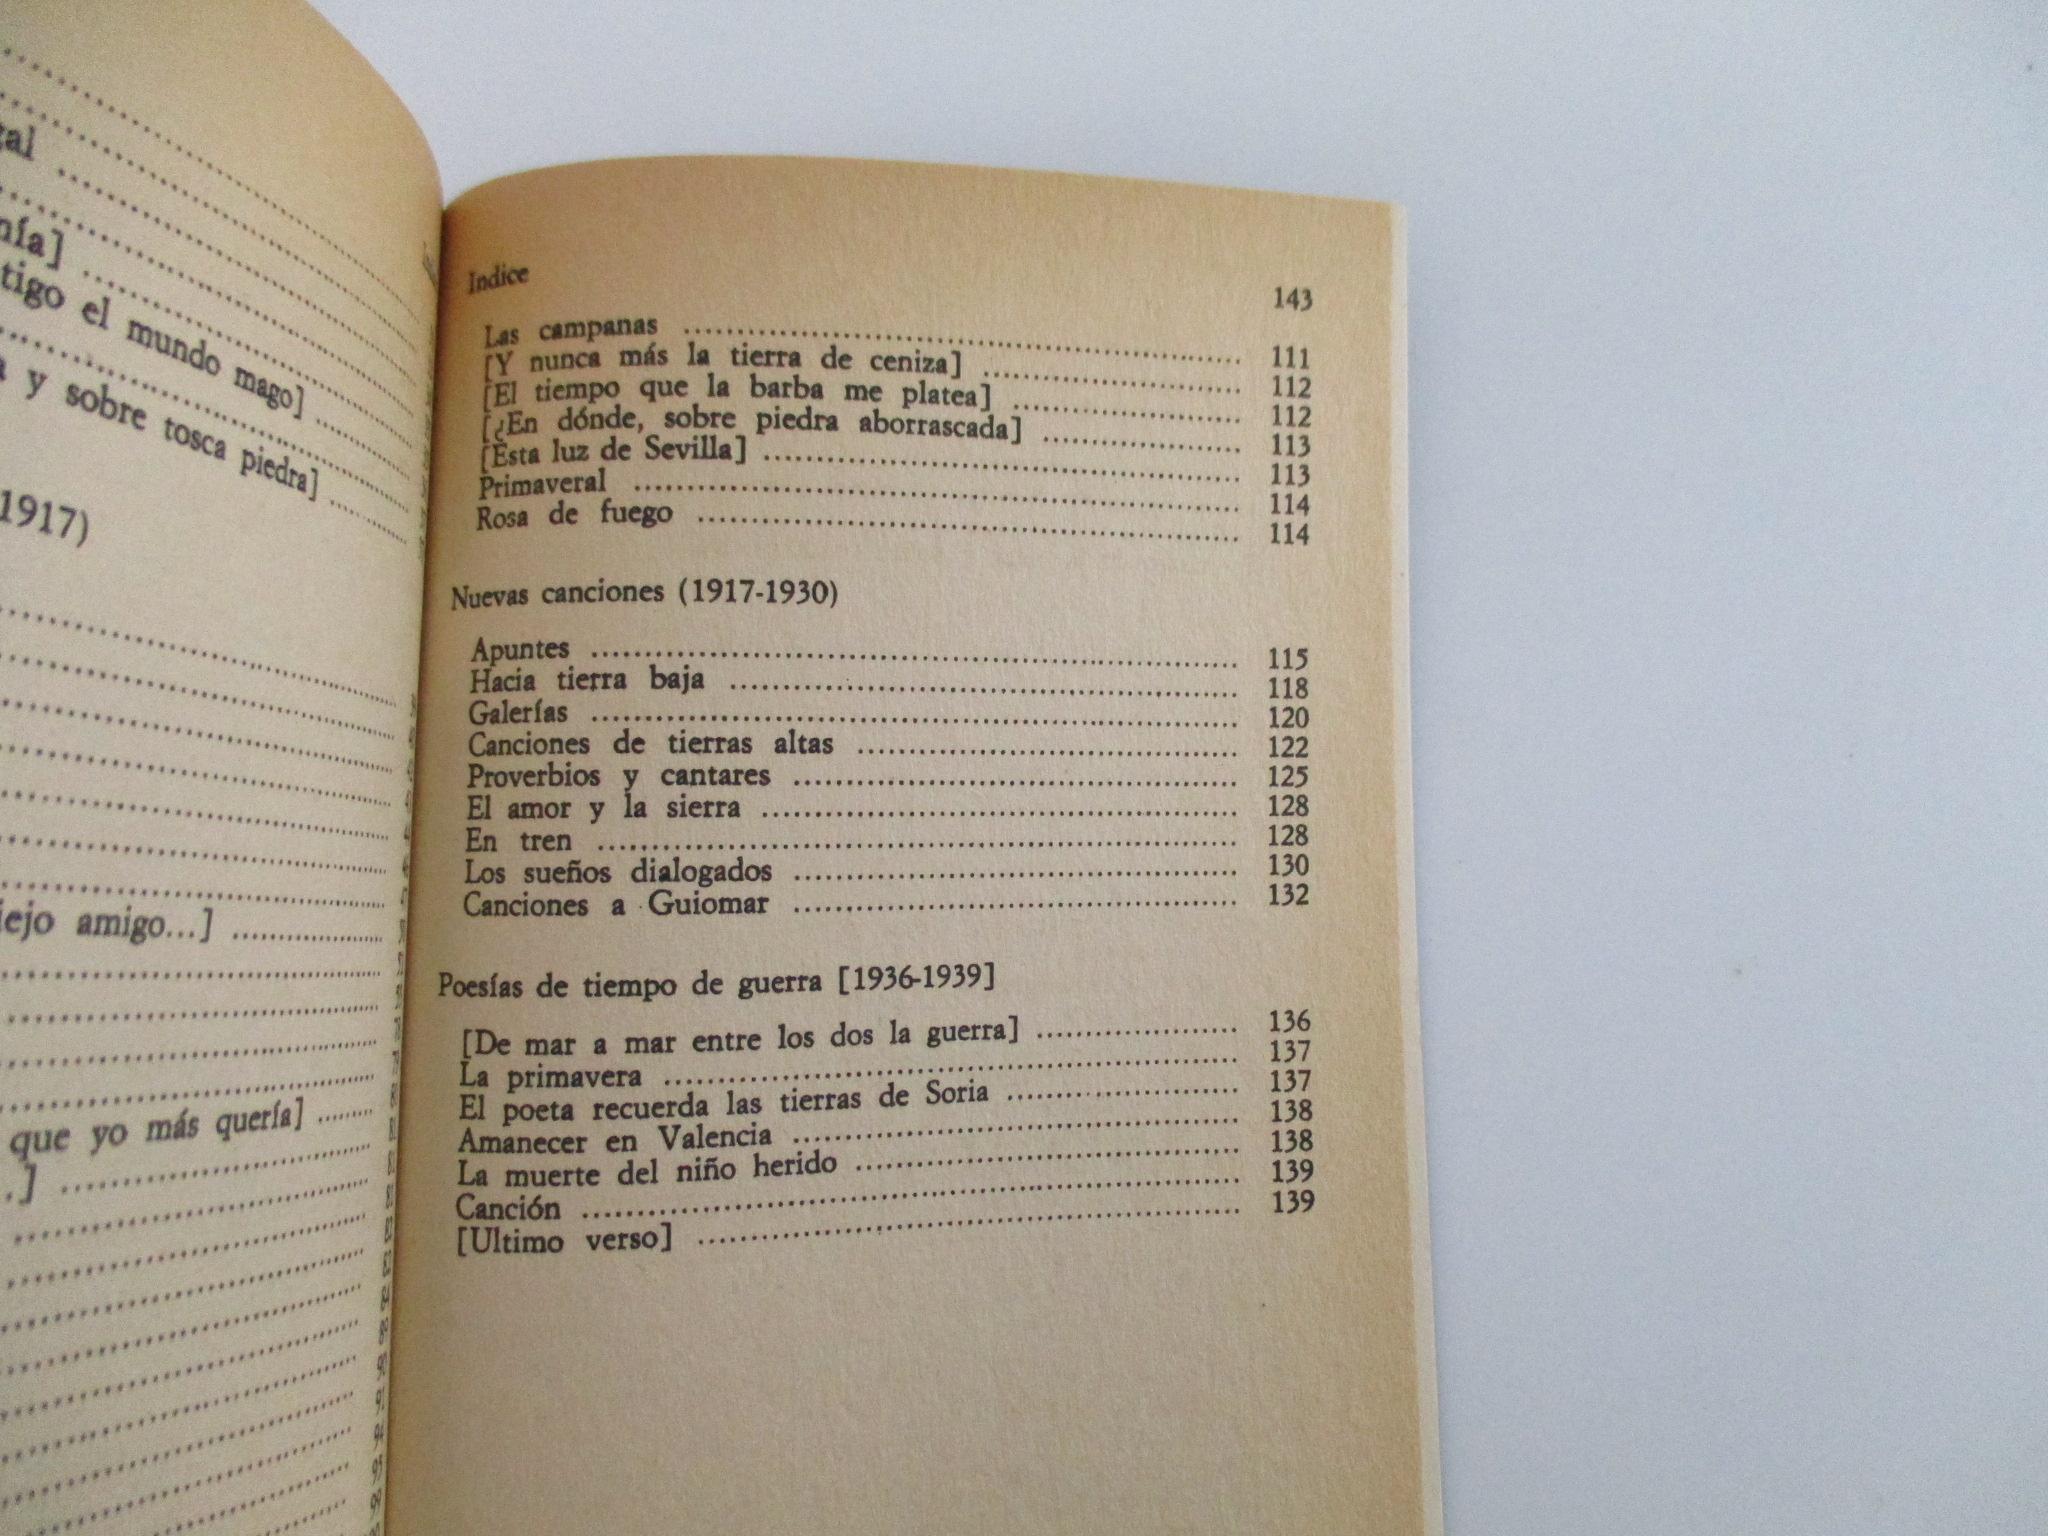 gal
nía]
tigo el mundo mago]
a y sobre tosca piedra]
1917)
iejo amigo...]
que yo más quería]
..]
Indice 143
Las campanas 111
[Y nunca más la tierra de ceniza] 112
[El tiempo que la barba me platea] 112
[¿En dónde, sobre piedra aborrascada] 113
[Esta luz de Sevilla] 113
Primaveral 114
Rosa de fuego 114
Nuevas canciones (1917-1930)
Apuntes 115
Hacia tierra baja 118
Galerías 120
Canciones de tierras altas 122
Proverbios y cantares 125
El amor y la sierra 128
En tren 128
Los sueños dialogados 130
Canciones a Guiomar 132
Poesías de tiempo de guerra [1936-1939]
[De mar a mar entre los dos la guerra] 136
La primavera 137
El poeta recuerda las tierras de Soria 137
Amanecer en Valencia 138
La muerte del niño herido 138
Canción 139
[Ultimo verso] 139